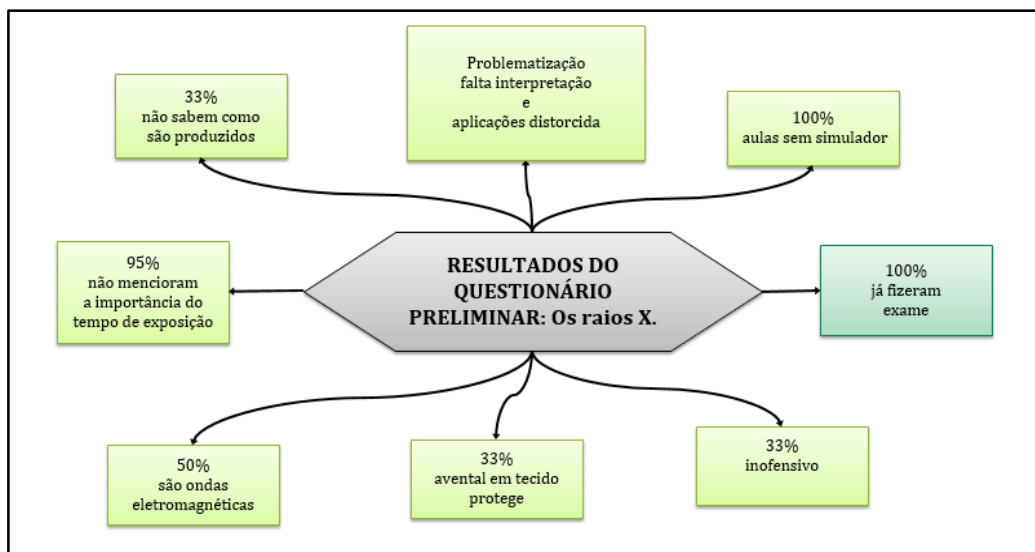 Problematização
falta interpretação
e
aplicações distorcida
33%
não sabem como
são produzidos
100%
aulas sem simulador
95%
não mencioram
a importância do
tempo de exposição
RESULTADOS DO
QUESTIONÁRIO
PRELIMINAR: Os raios X.
100%
já fizeram
exame
50%
são ondas
eletromagnéticas
33%
avental em tecido
protege
33%
inofensivo